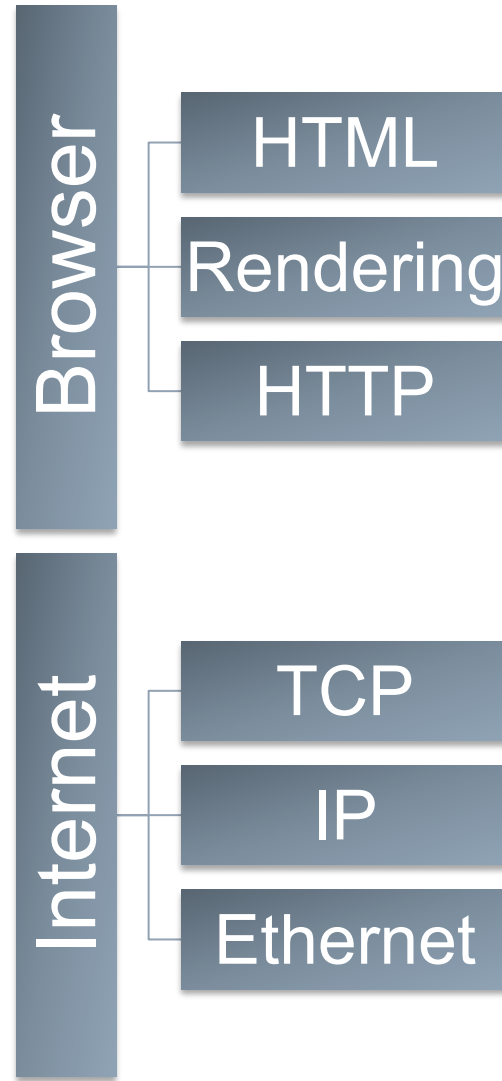 Browser
HTML
Rendering
HTTP
Internet
TCP
IP
Ethernet